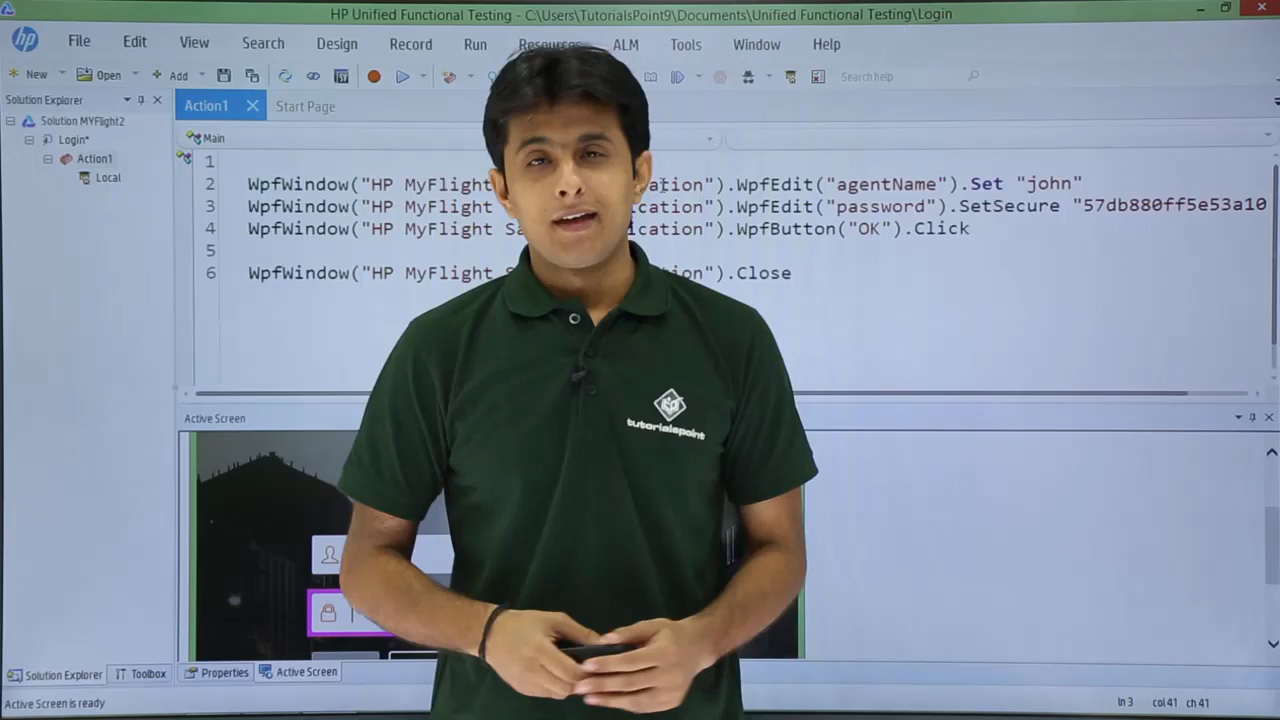 HP Unified Functional Testing - C:\Users\TutorialsPoint9\Documents\Unified Functional Testing\Login
hp File Edit View Search Design Record Run Resources ALM Tools Window Help
New Open Add Search help
Solution Explorer
Action1 Start Page
Solution MYFlight2
Login*
Action1
Local
Main
1
2 WpfWindow("HP MyFlight ation").WpfEdit("agentName").Set "john"
3 WpfWindow("HP MyFlight ication").WpfEdit("password").SetSecure "57db880ff5e53a10
4 WpfWindow("HP MyFlight Sa ication").WpfButton("OK").Click
5
6 WpfWindow("HP MyFlight S ion").Close
tutorialspoint
Active Screen
Solution Explorer Toolbox Properties Active Screen
Active Screen is ready ln 3 col 41 ch 41